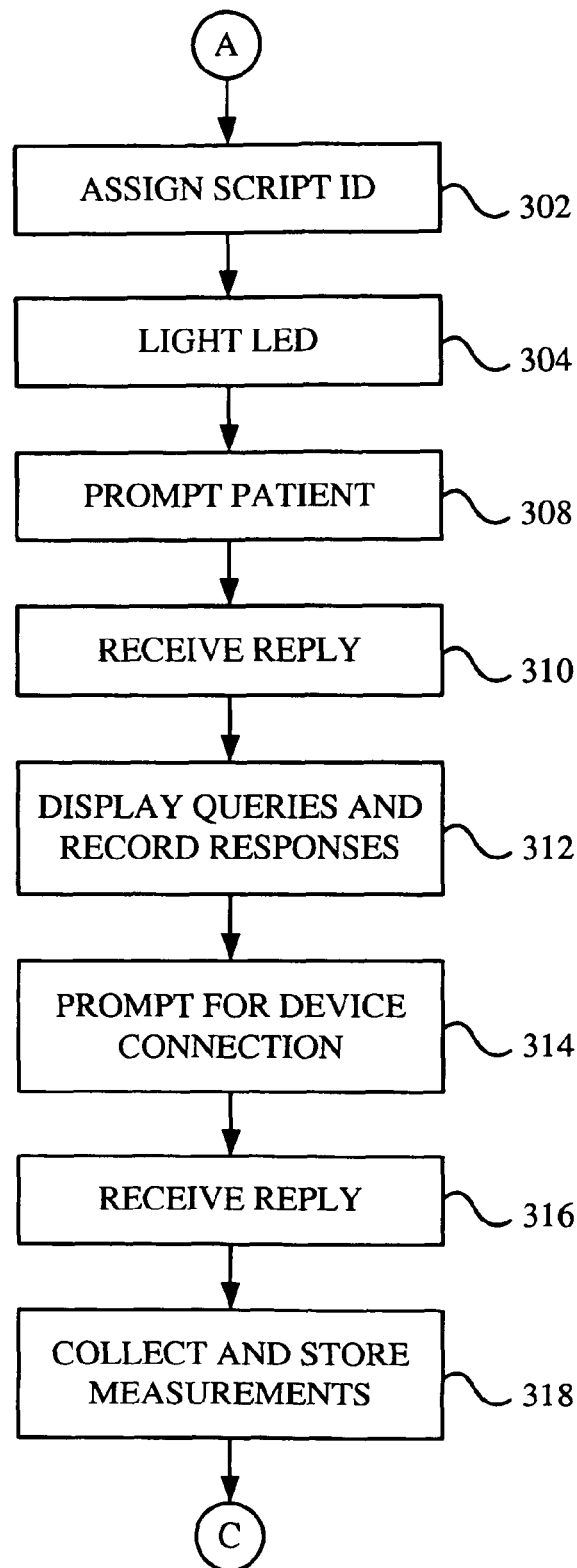 A
ASSIGN SCRIPT ID
302
LIGHT LED
304
PROMPT PATIENT
308
RECEIVE REPLY
310
DISPLAY QUERIES AND
RECORD RESPONSES
312
PROMPT FOR DEVICE
CONNECTION
314
RECEIVE REPLY
316
COLLECT AND STORE
MEASUREMENTS
318
C